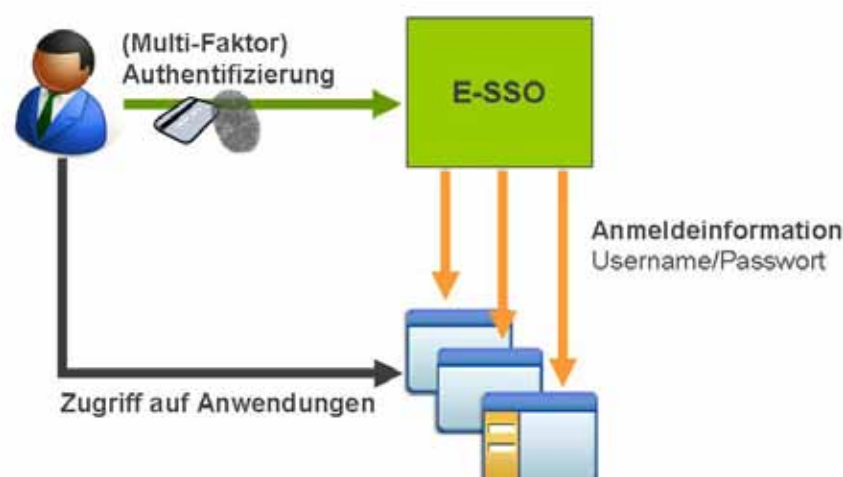 (Multi-Faktor)
Authentifizierung
E-SSO
Anmeldeinformation
Username/Passwort
Zugriff auf Anwendungen